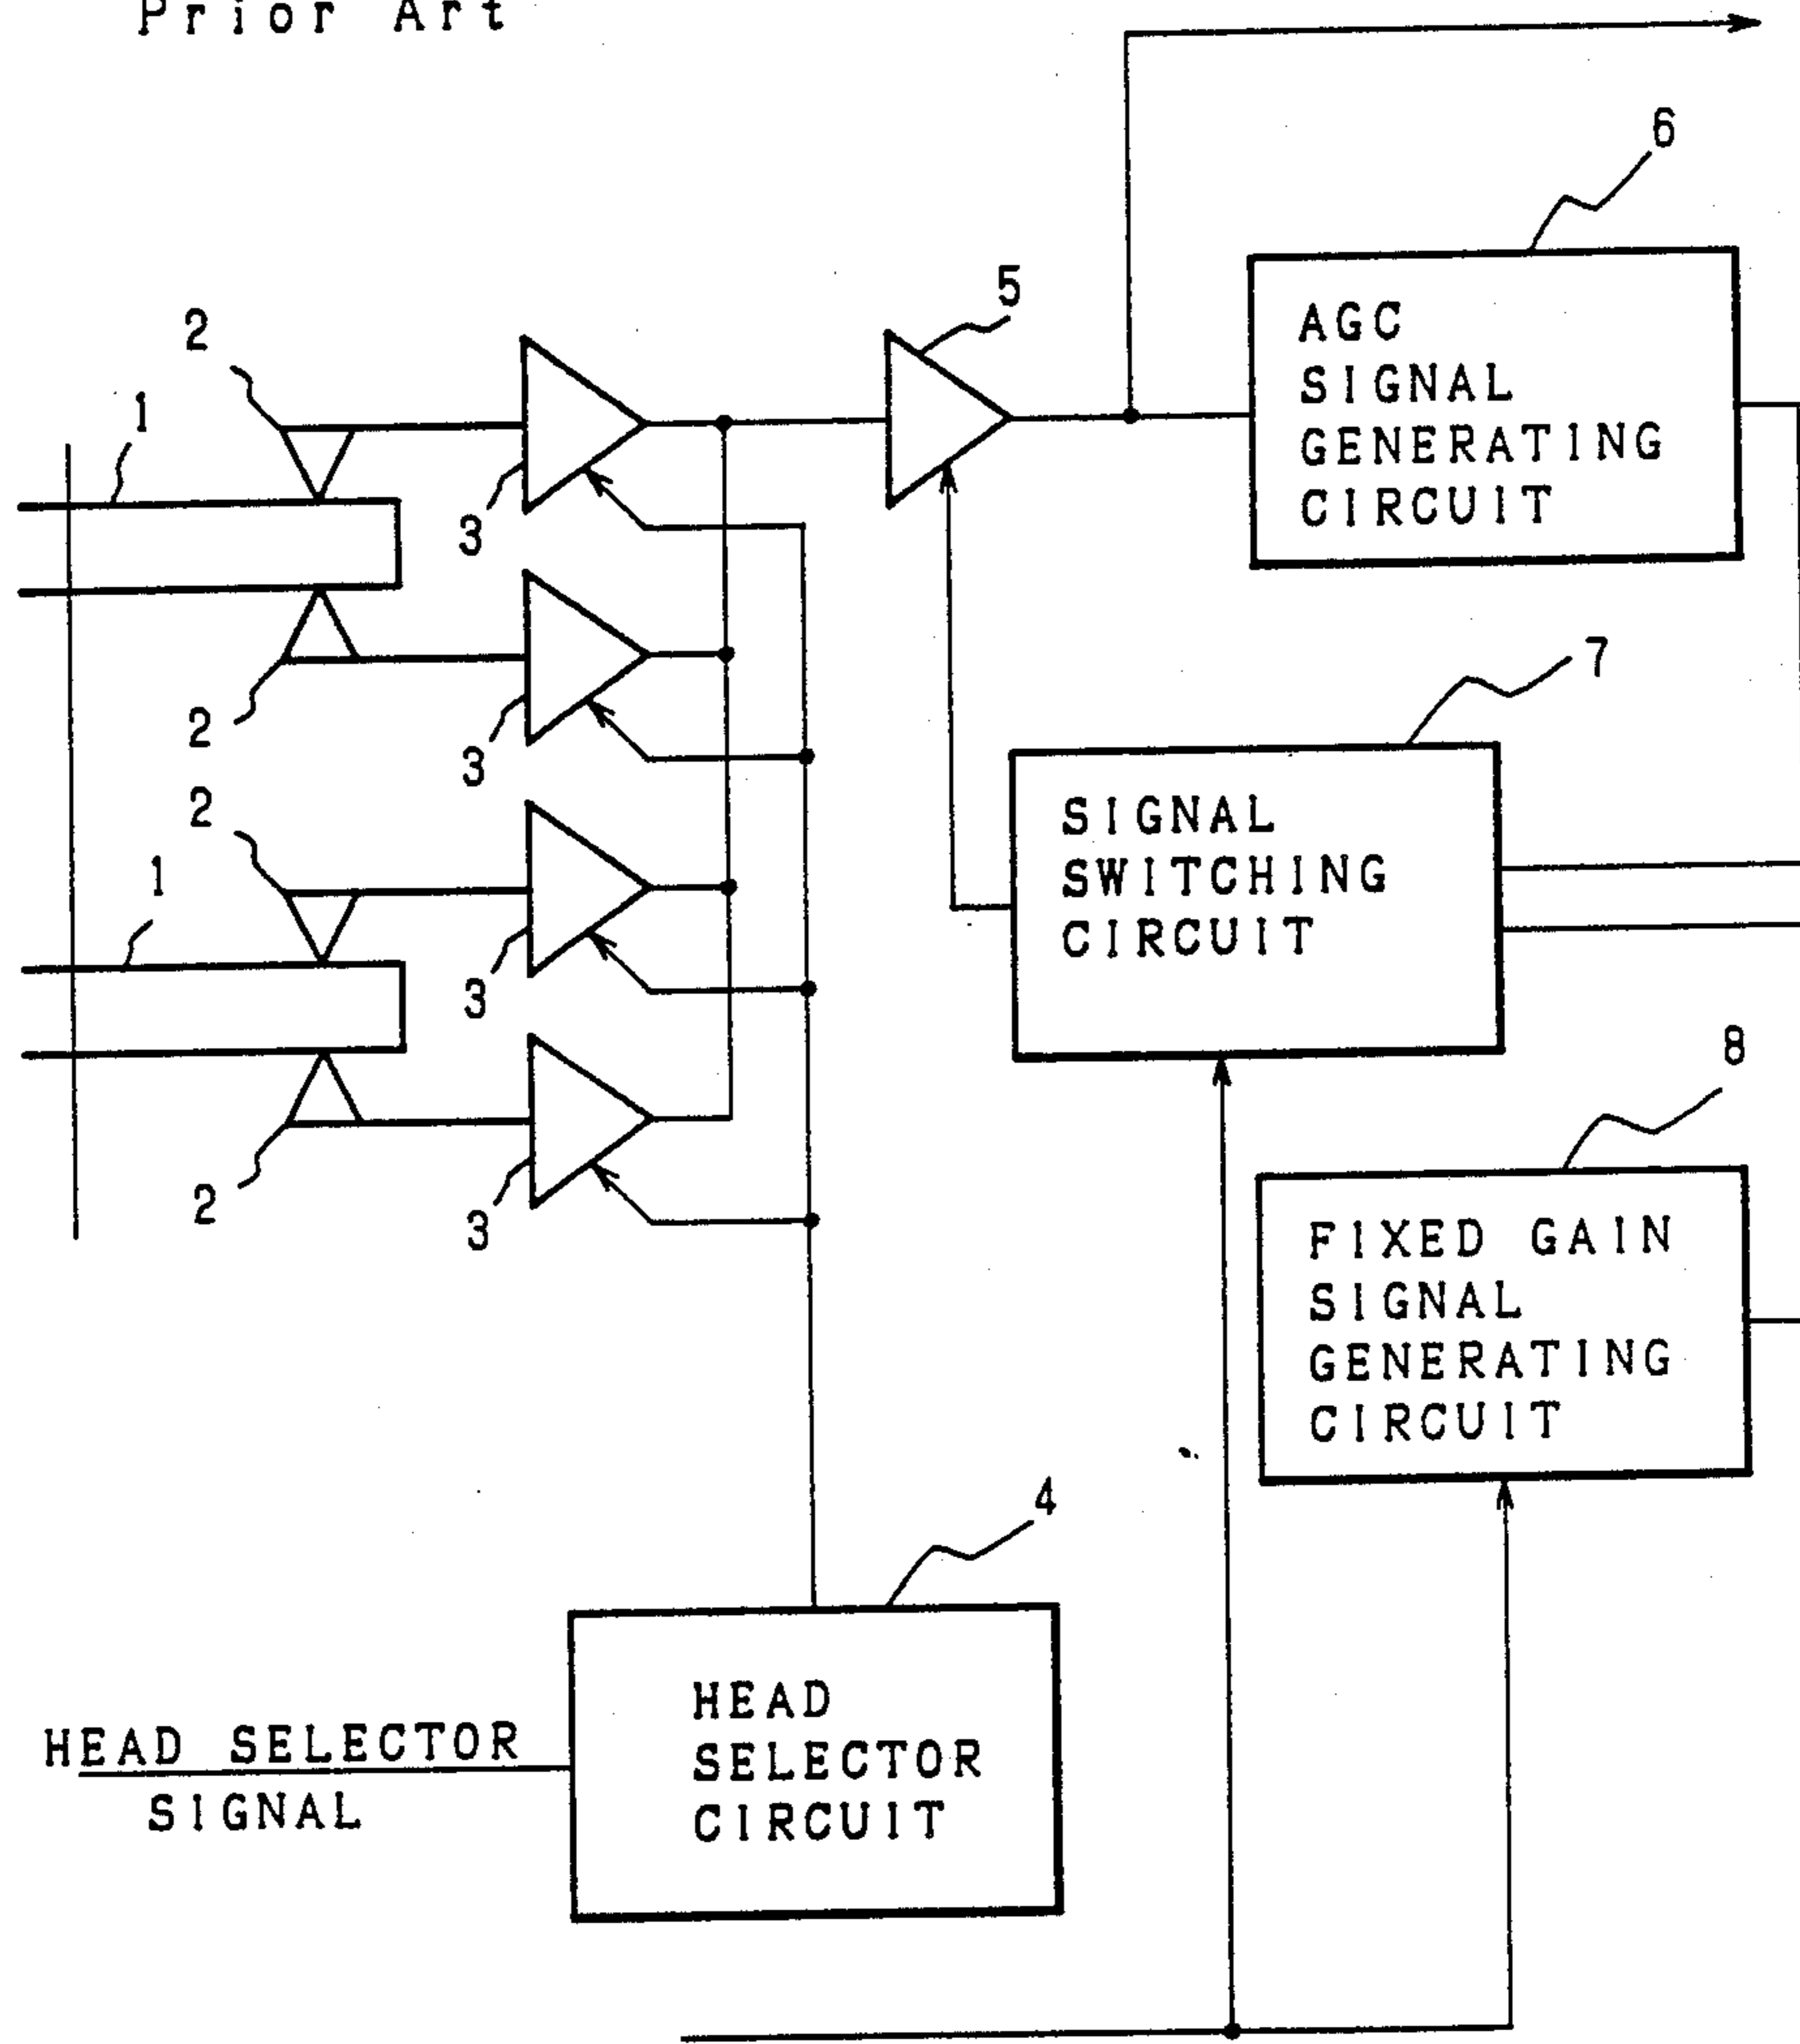 Prior Art
6
5
AGC
SIGNAL
GENERATING
CIRCUIT
2
1
3
2
3
7
2
SIGNAL
SWITCHING
CIRCUIT
1
3
8
2
3
FIXED GAIN
SIGNAL
GENERATING
CIRCUIT
4
HEAD
SELECTOR
CIRCUIT
HEAD SELECTOR
SIGNAL